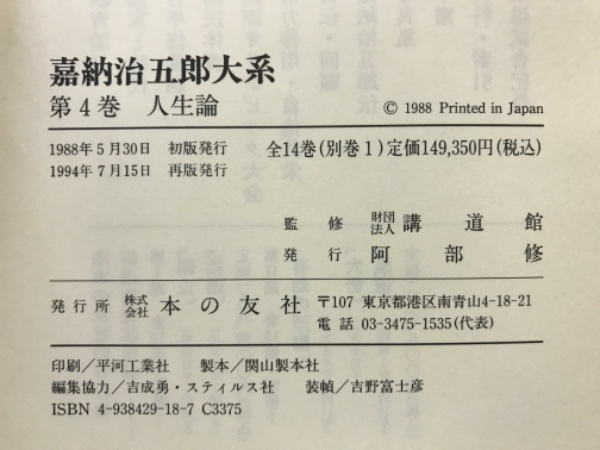 嘉納治五郎大系
第4巻 人生論
© 1988 Printed in Japan
1988年5月30日 初版発行
1994年7月15日 再版発行
全14巻(別巻1)定価149,350円(税込)
監修 財団法人 講道館
発行 阿部修
発行所 株式会社 本の友社 〒107 東京都港区南青山4-18-21
電話 03-3475-1535(代表)
印刷/平河工業社 製本/関山製本社
編集協力/吉成勇・スティルス社 装幀/吉野富士彦
ISBN 4-938429-18-7 C3375